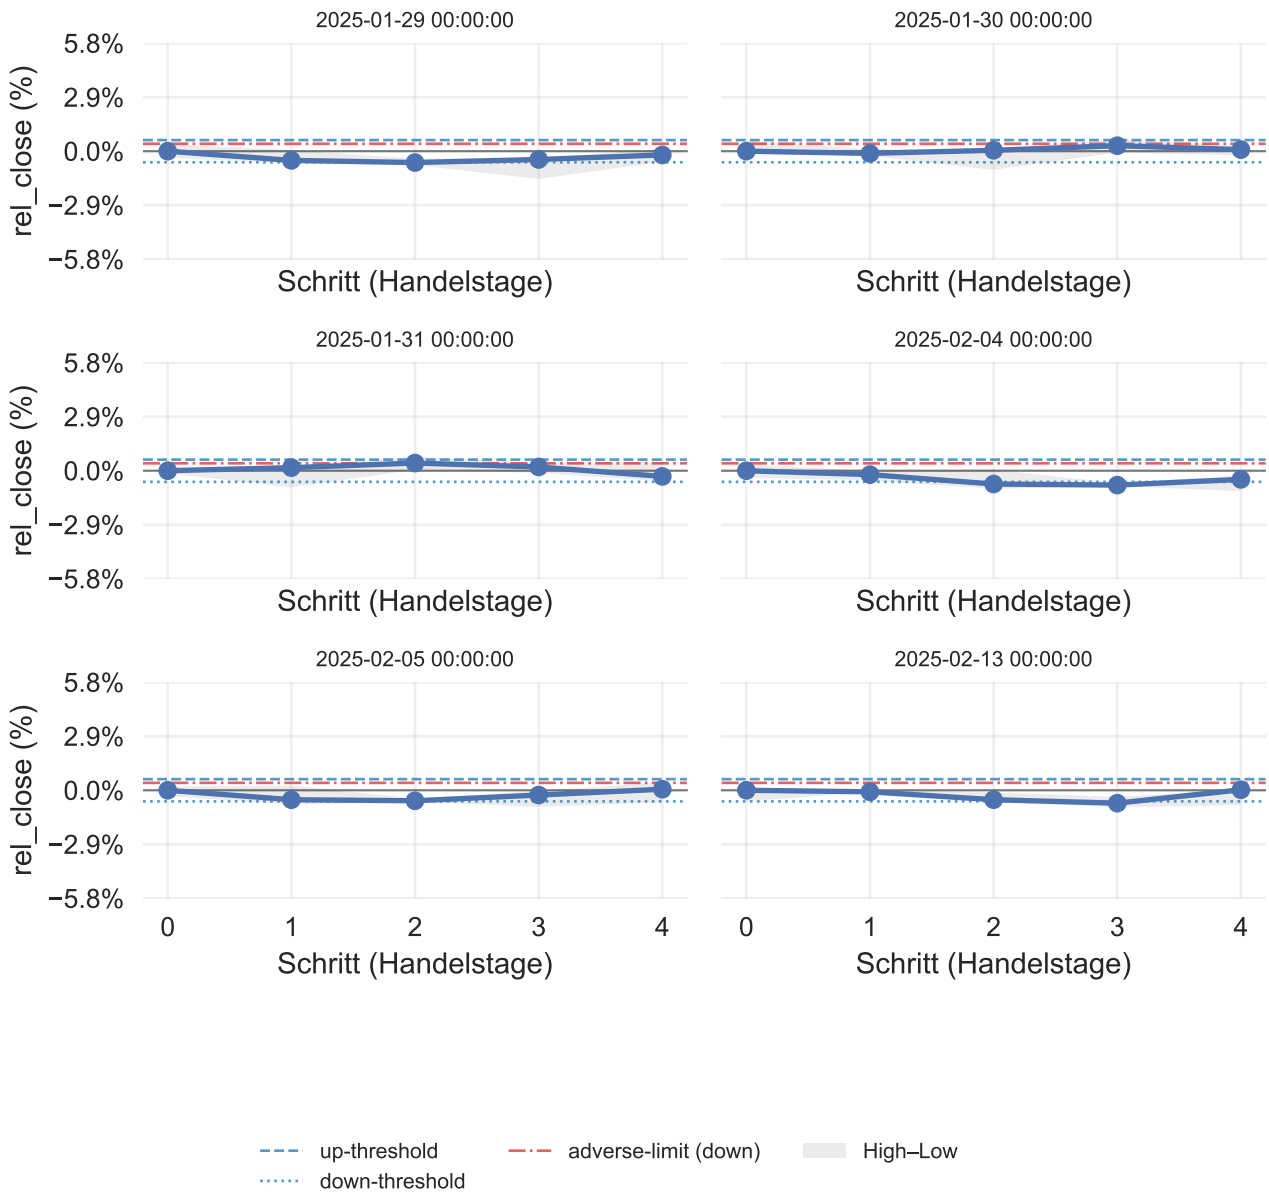 2025-01-29 00:00:00
2025-01-30 00:00:00
rel_close (%)
5.8%
2.9%
0.0%
−2.9%
−5.8%
Schritt (Handelstage)
Schritt (Handelstage)
2025-01-31 00:00:00
2025-02-04 00:00:00
rel_close (%)
5.8%
2.9%
0.0%
−2.9%
−5.8%
Schritt (Handelstage)
Schritt (Handelstage)
2025-02-05 00:00:00
2025-02-13 00:00:00
rel_close (%)
5.8%
2.9%
0.0%
−2.9%
−5.8%
0 1 2 3 4
0 1 2 3 4
Schritt (Handelstage)
Schritt (Handelstage)
up-threshold
down-threshold
adverse-limit (down)
High–Low